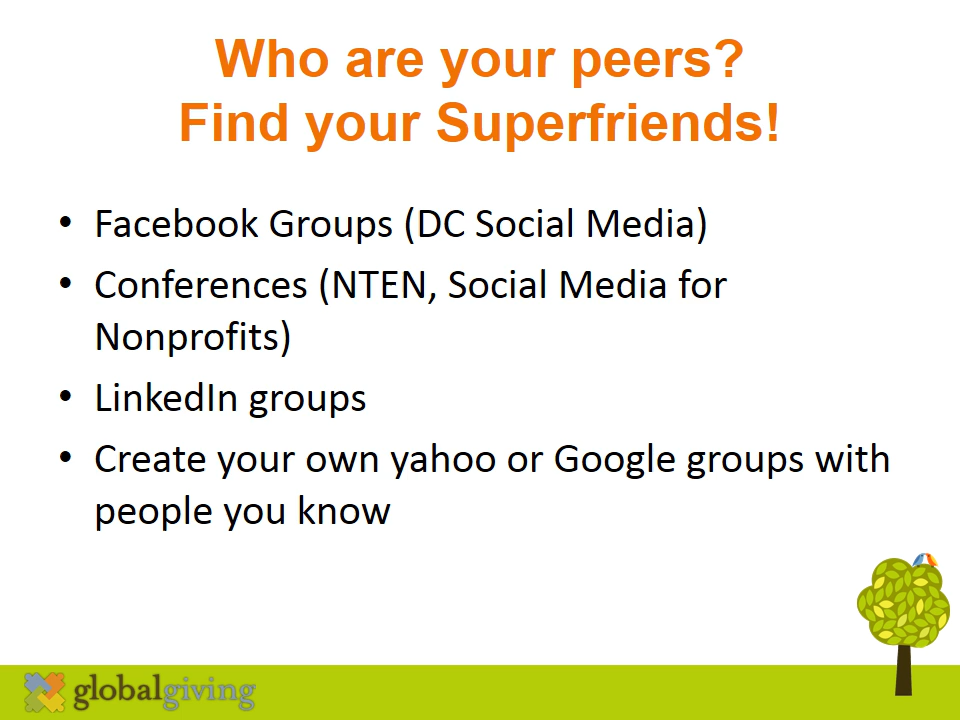 Who are your peers?
Find your Superfriends!
• Facebook Groups (DC Social Media)
• Conferences (NTEN, Social Media for
Nonprofits)
• LinkedIn groups
• Create your own yahoo or Google groups with
people you know
globalgiving